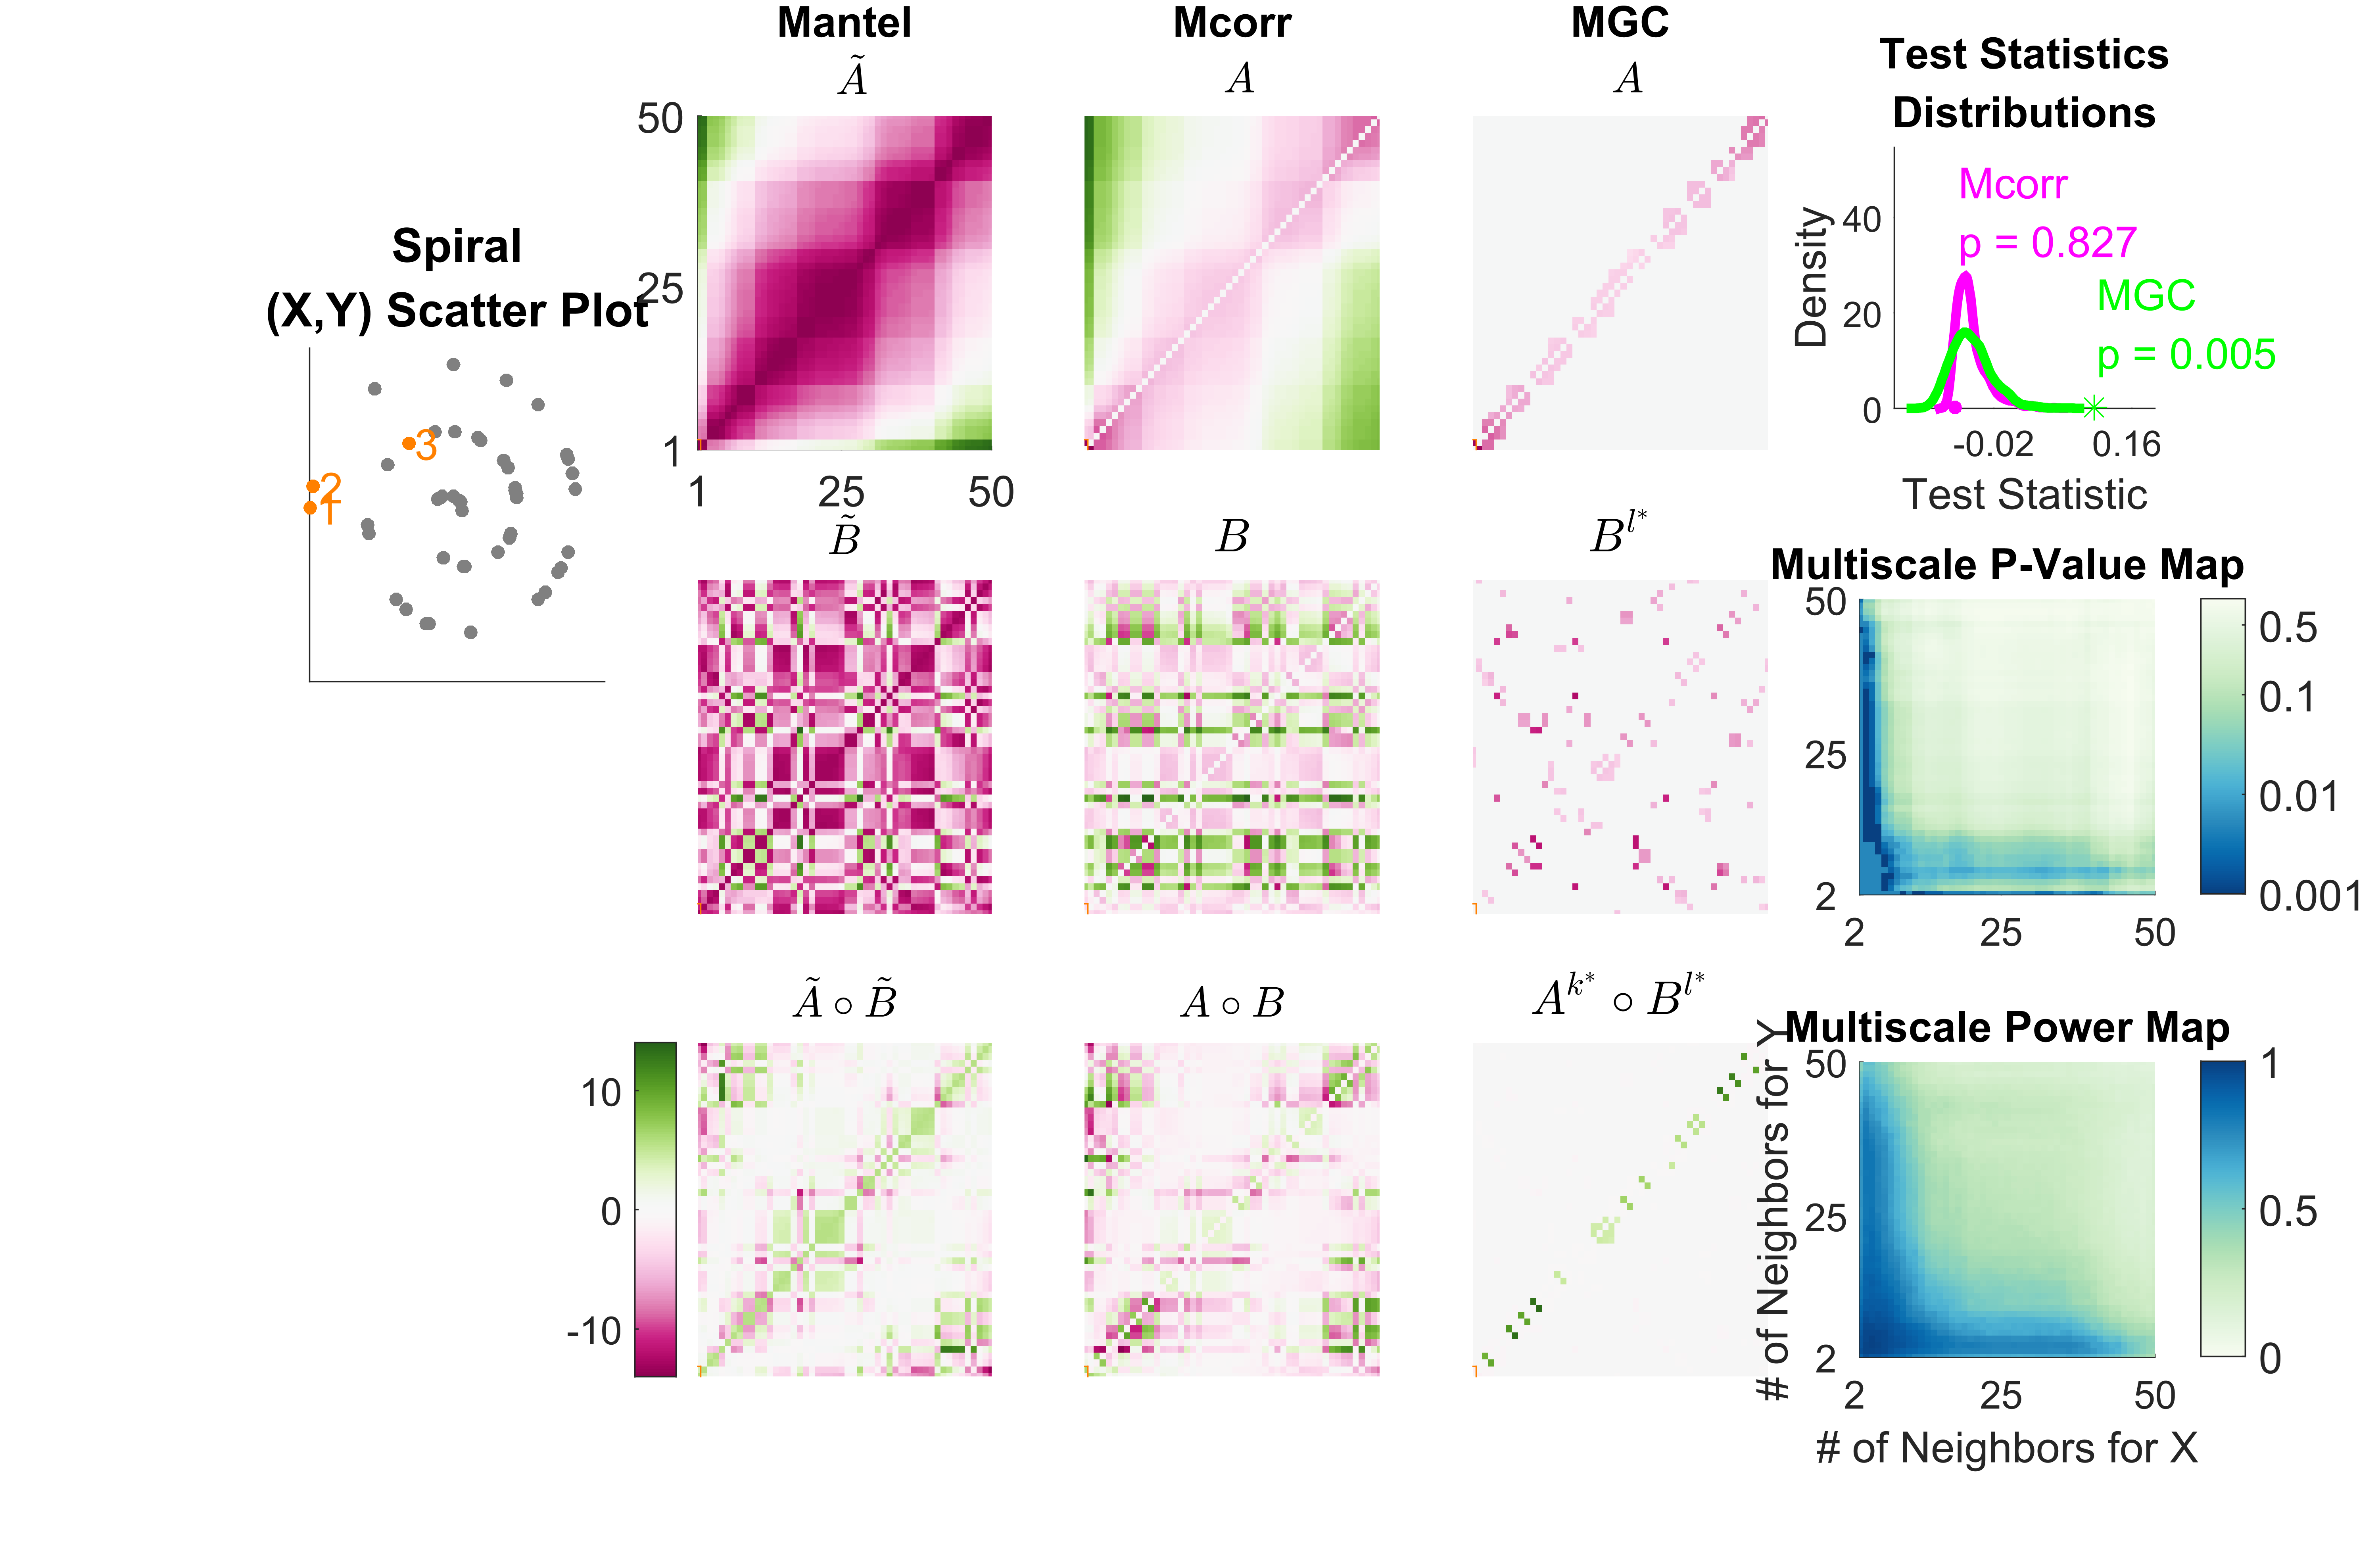 Mantel
Mcorr
MGC
Ã
A
A
Test Statistics
Distributions
50
25
1
1
25
50
Spiral
(X,Y) Scatter Plot
3
2
1
Mcorr
p = 0.827
MGC
p = 0.005
Density
40
20
0
-0.02
0.16
Test Statistic
B̃
B
B^{l*}
Multiscale P-Value Map
50
25
2
2
25
50
0.5
0.1
0.01
0.001
Ã ∘ B̃
A ∘ B
A^{k*} ∘ B^{l*}
10
0
-10
Multiscale Power Map
# of Neighbors for Y
50
25
2
2
25
50
1
0.5
0
# of Neighbors for X